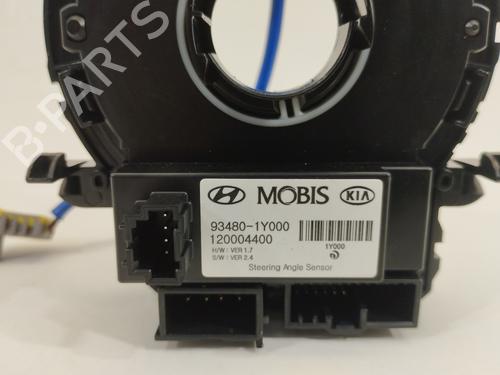 B-PARTS
MOBIS
KIA
93480-1Y000
120004400
H/W : VER 1.7
S/W : VER 2.4
1Y000
Steering Angle Sensor